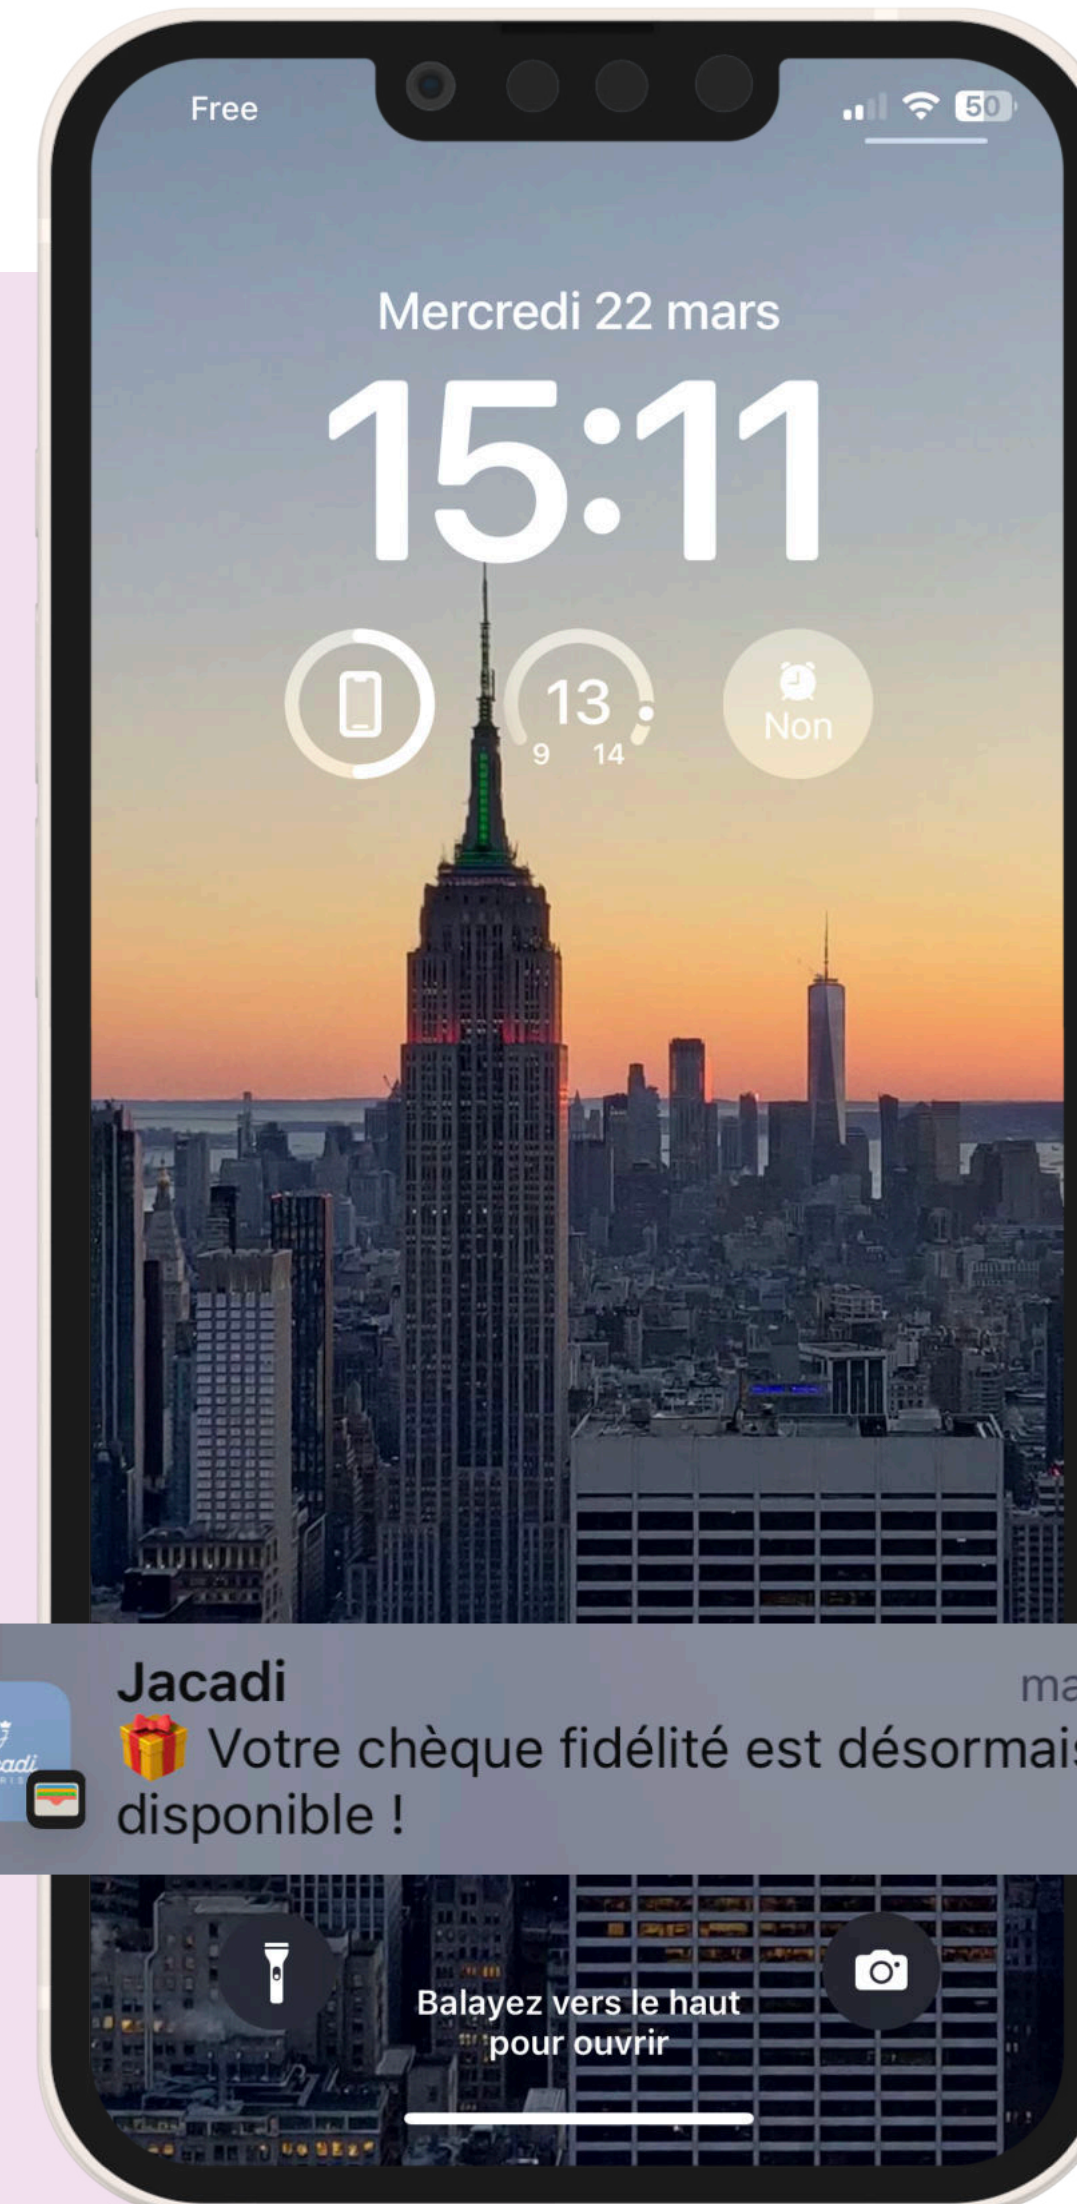 Free
50
Mercredi 22 mars
15:11
13
9 14
Non
Jacadi
🎁 Votre chèque fidélité est désormais
disponible !
Balayez vers le haut
pour ouvrir